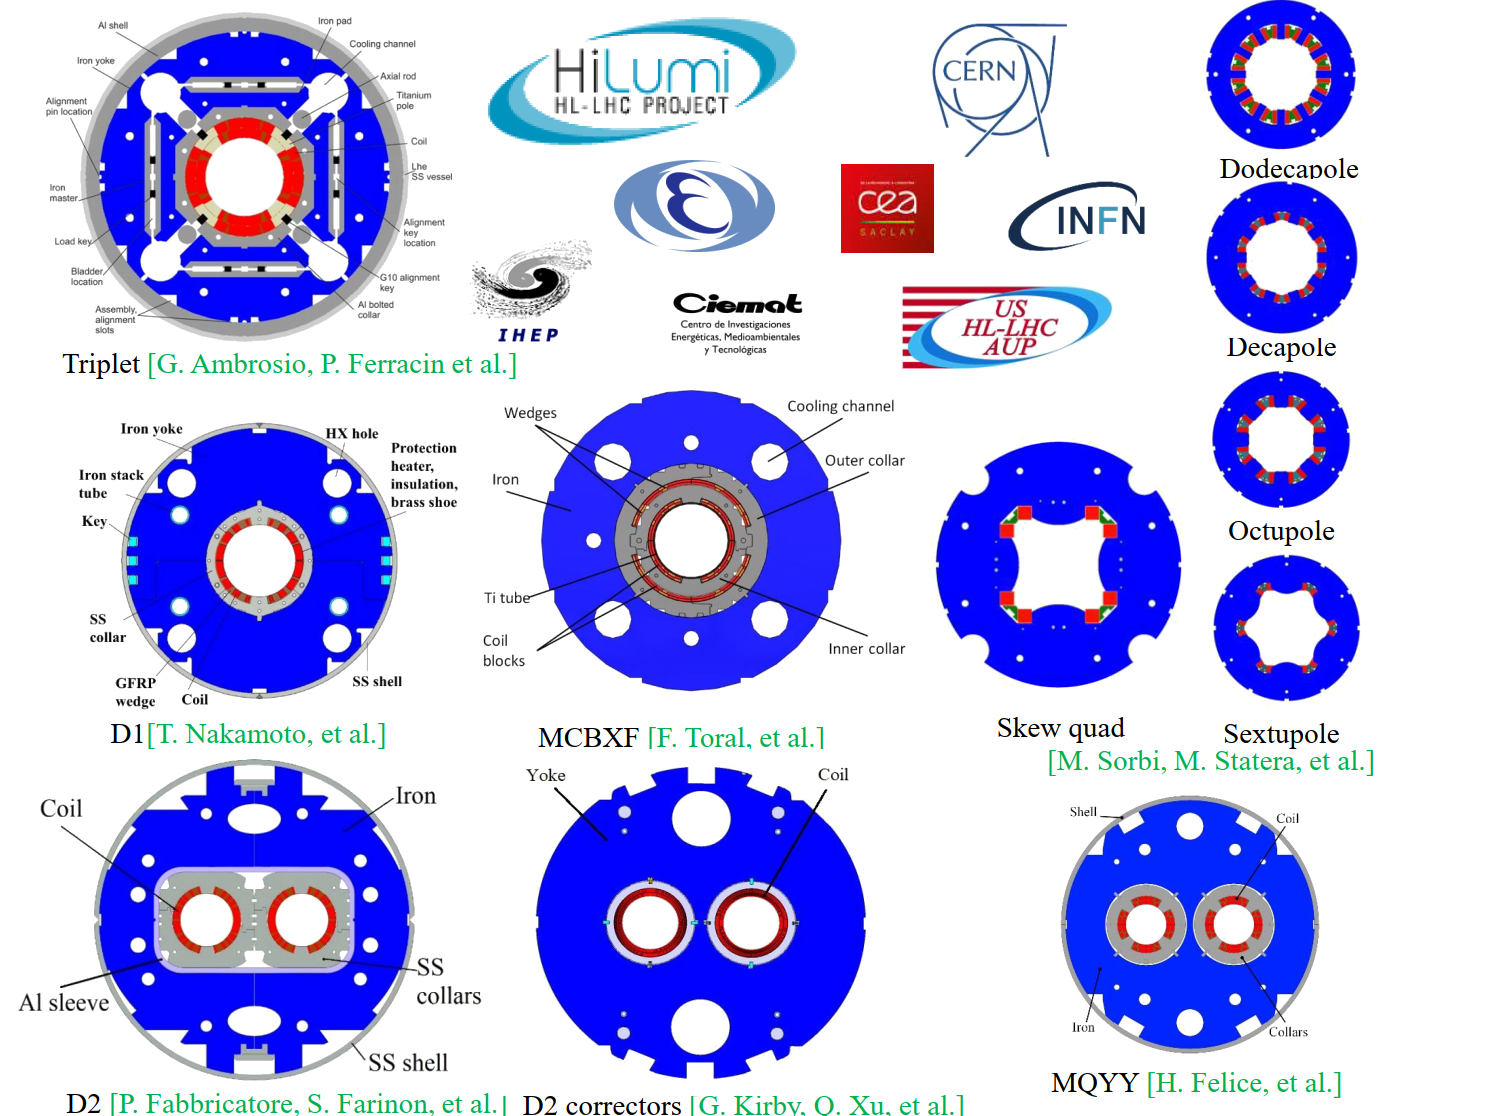 Al shell
Iron pad
Iron yoke
Cooling channel
Axial rod
Alignment
pin location
Titanium
pole
Coil
Lhe
SS vessel
Iron
master
Alignment
key
location
Load key
Bladder
location
G10 alignment
key
Assembly,
alignment
slots
Al bolted
collar
Triplet [G. Ambrosio, P. Ferracin et al.]
HiLumi
HL-LHC PROJECT
CERN
DE LA RECHERCHE À L'INDUSTRIE
cea
SACLAY
INFN
IHEP
Ciemat
Centro de Investigaciones
Energéticas, Medioambientales
y Tecnológicas
US
HL-LHC
AUP
Dodecapole
Decapole
Octupole
Sextupole
Iron yoke
HX hole
Protection
heater,
insulation,
brass shoe
Iron stack
tube
Key
SS
collar
GFRP
wedge
Coil
SS shell
D1[T. Nakamoto, et al.]
Wedges
Cooling channel
Iron
Outer collar
Ti tube
Coil
blocks
Inner collar
MCBXF [F. Toral, et al.]
Skew quad
[M. Sorbi, M. Statera, et al.]
Coil
Iron
Al sleeve
SS
collars
SS shell
D2 [P. Fabbricatore, S. Farinon, et al.]
Yoke
Coil
D2 correctors [G. Kirby, Q. Xu, et al.]
Shell
Coil
Iron
Collars
MQYY [H. Felice, et al.]